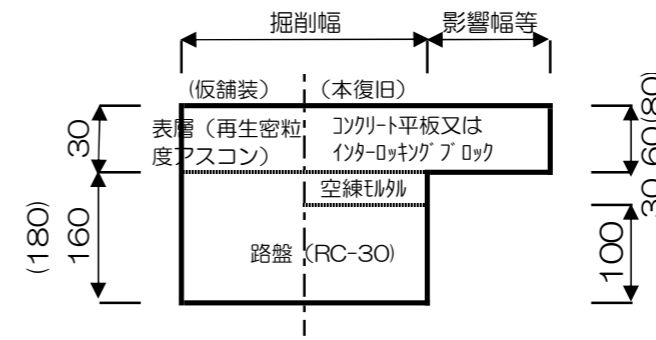 掘削幅 影響幅等
(仮舗装) (本復旧)
表層（再生密粒
度アスコン）
ｺﾝｸﾘｰﾄ平板又は
ｲﾝﾀｰﾛｯｷﾝｸﾞﾌﾞﾛｯｸ
空練ﾓﾙﾀﾙ
路盤 (RC-30)
30
(180)
160
60(80)
30
100